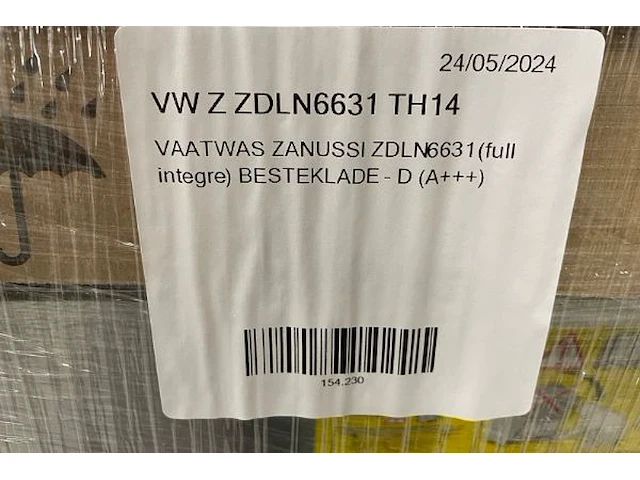 24/05/2024
VW Z ZDLN6631 TH14
VAATWAS ZANUSSI ZDLN6631(full
integre) BESTEKLADE - D (A+++)
154.230